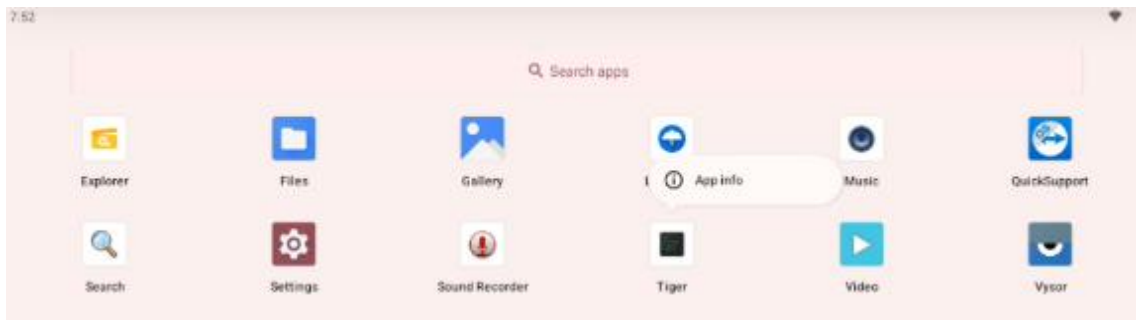 7:52
Search apps
Explorer
Files
Gallery
App info
Music
QuickSupport
Search
Settings
Sound Recorder
Tiger
Video
Vysor